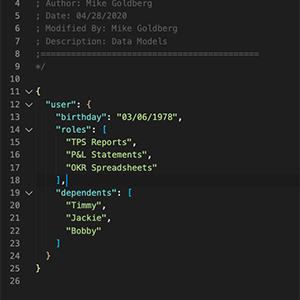 4 ; Author: Mike Goldberg
5 ; Date: 04/28/2020
6 ; Modified By: Mike Goldberg
7 ; Description: Data Models
8 ;==========================================
9 */
10
11 {
12 "user": {
13 "birthday": "03/06/1978",
14 "roles": [
15 "TPS Reports",
16 "P&L Statements",
17 "OKR Spreadsheets"
18 ],
19 "dependents": [
20 "Timmy",
21 "Jackie",
22 "Bobby"
23 ]
24 }
25 }
26